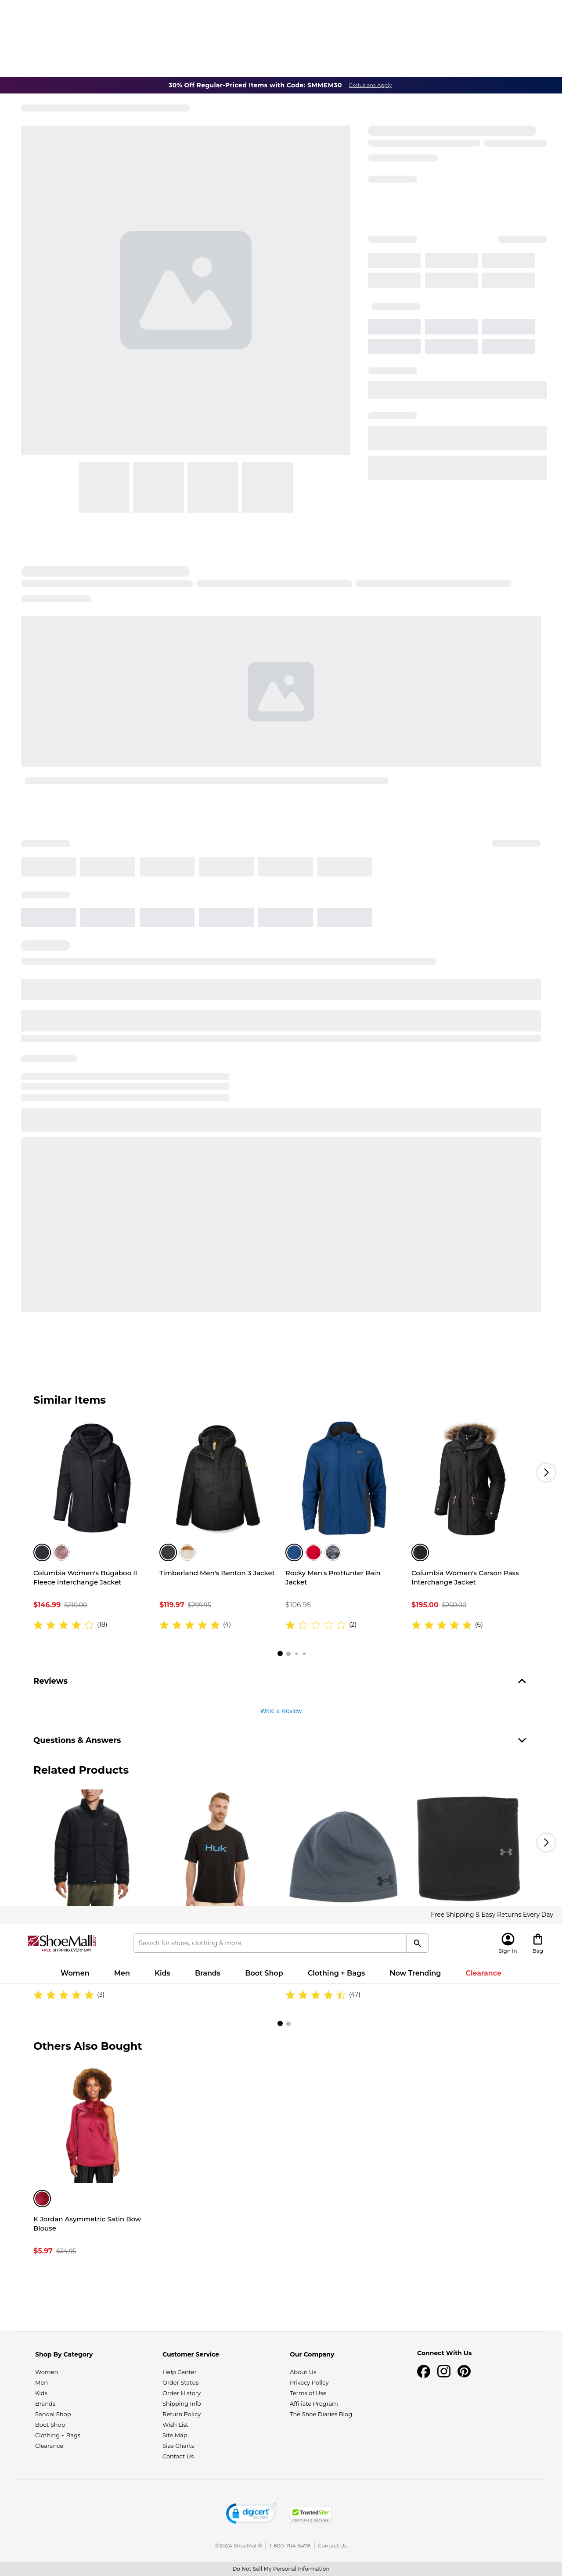 30% Off Regular-Priced Items with Code: SMMEM30 Exclusions Apply
Similar Items
Columbia Women's Bugaboo II Fleece Interchange Jacket
$146.99 $210.00
(18)
Timberland Men's Benton 3 Jacket
$119.97 $299.95
(4)
Rocky Men's ProHunter Rain Jacket
$106.95
(2)
Columbia Women's Carson Pass Interchange Jacket
$195.00 $260.00
(6)
Reviews
Write a Review
Questions & Answers
Related Products
Huk
Free Shipping & Easy Returns Every Day
ShoeMall
FREE SHIPPING EVERY DAY
Search for shoes, clothing & more
Sign In
Bag
Women Men Kids Brands Boot Shop Clothing + Bags Now Trending Clearance
(3)
(47)
Others Also Bought
K Jordan Asymmetric Satin Bow Blouse
$5.97 $34.95
Shop By Category
Women
Men
Kids
Brands
Sandal Shop
Boot Shop
Clothing + Bags
Clearance
Customer Service
Help Center
Order Status
Order History
Shipping Info
Return Policy
Wish List
Site Map
Size Charts
Contact Us
Our Company
About Us
Privacy Policy
Terms of Use
Affiliate Program
The Shoe Diaries Blog
Connect With Us
digicert
TrustedSite
CERTIFIED SECURE
©2024 ShoeMall® | 1-800-704-5478 | Contact Us
Do Not Sell My Personal Information